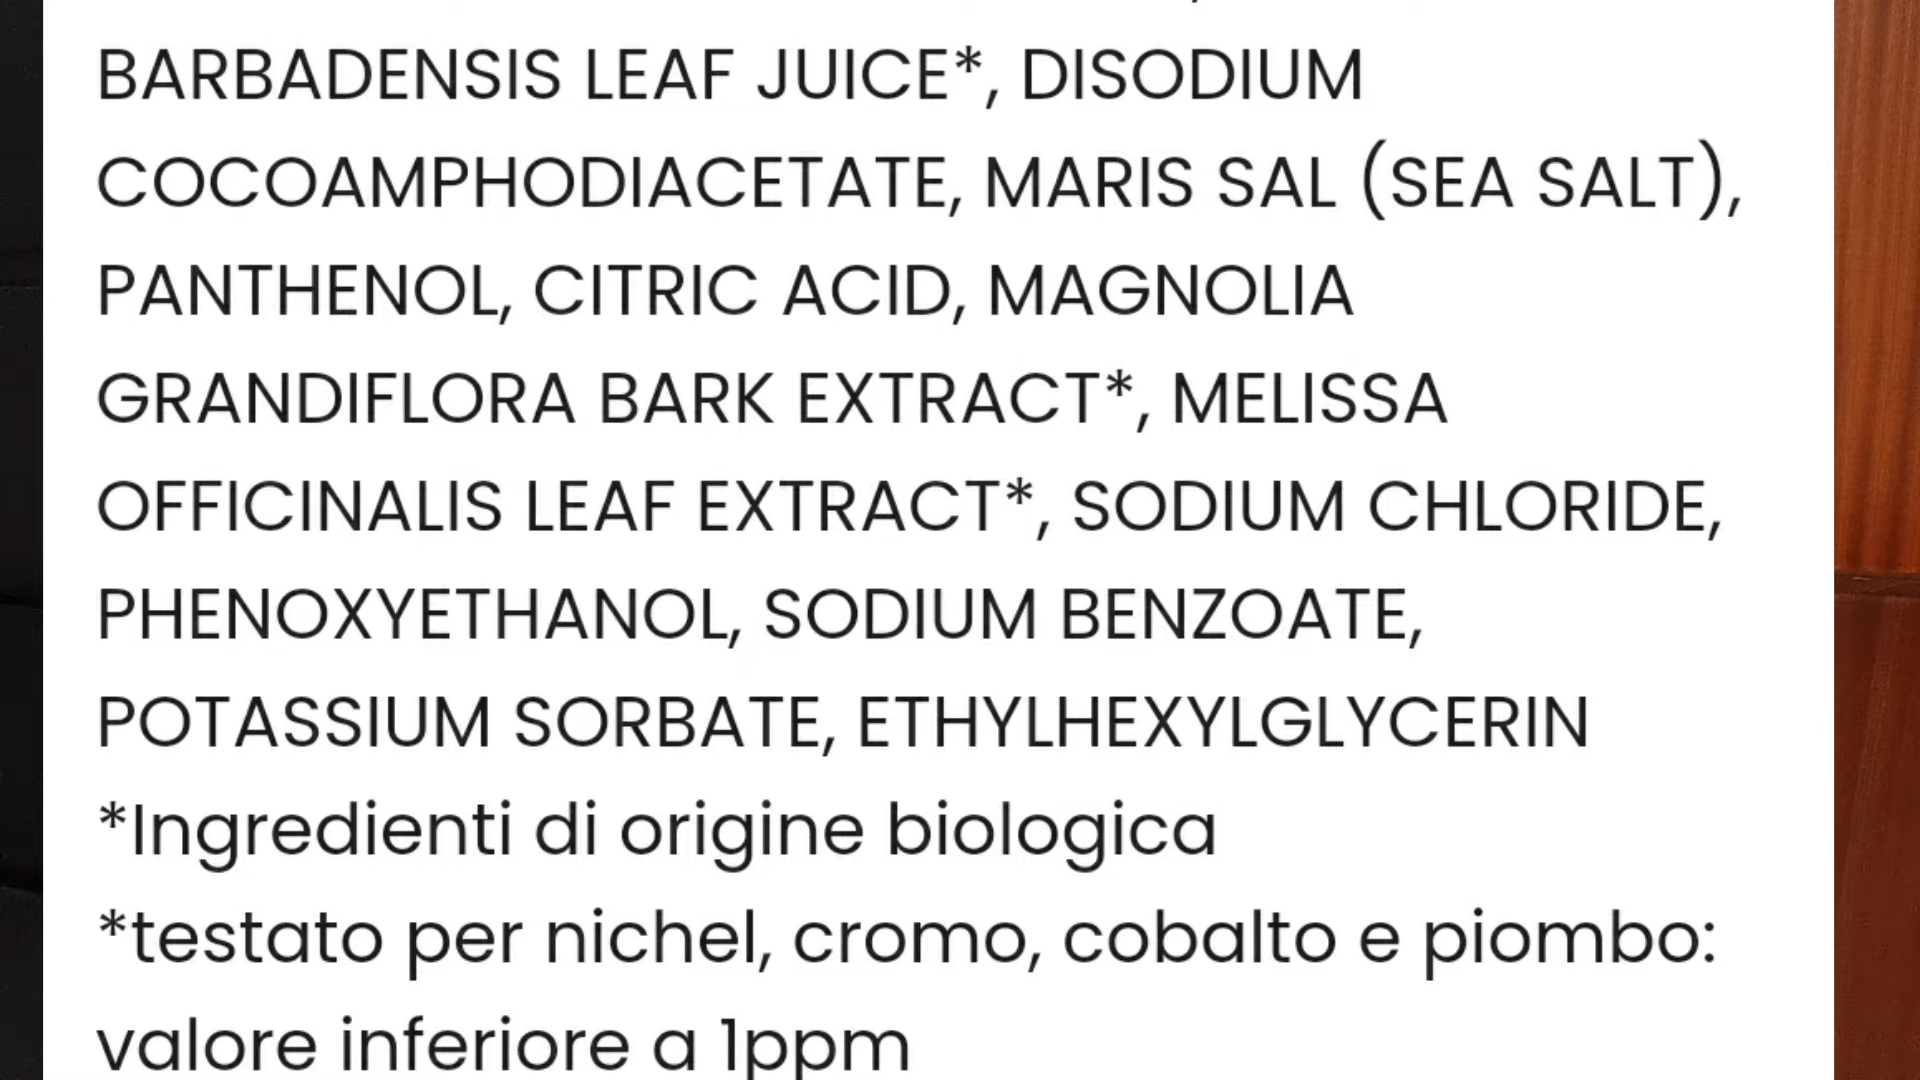 BARBADENSIS LEAF JUICE*, DISODIUM
COCOAMPHODIACETATE, MARIS SAL (SEA SALT),
PANTHENOL, CITRIC ACID, MAGNOLIA
GRANDIFLORA BARK EXTRACT*, MELISSA
OFFICINALIS LEAF EXTRACT*, SODIUM CHLORIDE,
PHENOXYETHANOL, SODIUM BENZOATE,
POTASSIUM SORBATE, ETHYLHEXYLGLYCERIN
*Ingredienti di origine biologica
*testato per nichel, cromo, cobalto e piombo:
valore inferiore a 1ppm